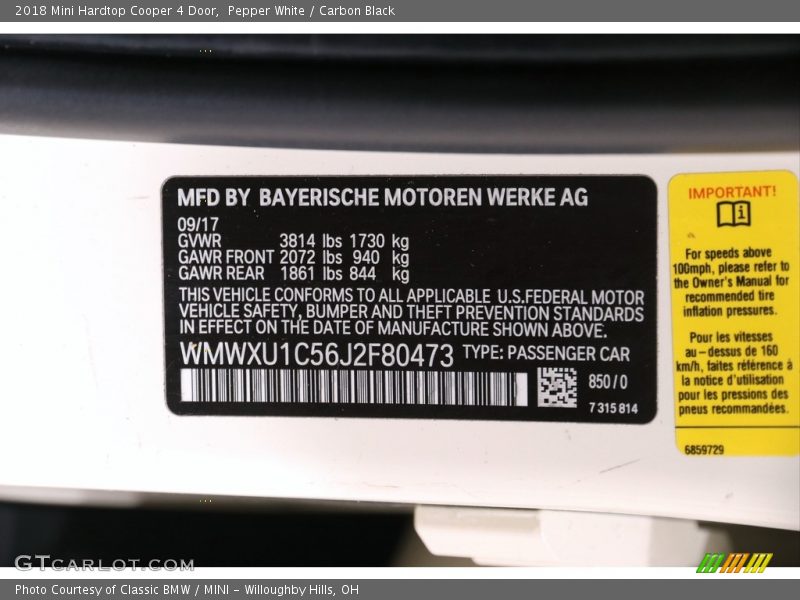 2018 Mini Hardtop Cooper 4 Door,  Pepper White / Carbon Black
MFD BY BAYERISCHE MOTOREN WERKE AG
09/17
GVWR 3814 lbs 1730 kg
GAWR FRONT 2072 lbs 940 kg
GAWR REAR 1861 lbs 844 kg
THIS VEHICLE CONFORMS TO ALL APPLICABLE U.S.FEDERAL MOTOR
VEHICLE SAFETY, BUMPER AND THEFT PREVENTION STANDARDS
IN EFFECT ON THE DATE OF MANUFACTURE SHOWN ABOVE.
WMWXU1C56J2F80473 TYPE: PASSENGER CAR
850/0
7 315 814
IMPORTANT!
For speeds above
100mph, please refer to
the Owner's Manual for
recommended tire
inflation pressures.
Pour les vitesses
au-dessus de 160
km/h, faites référence à
la notice d'utilisation
pour les pressions des
pneus recommandées.
6859729
GTCARLOT.COM
Photo Courtesy of Classic BMW / MINI - Willoughby Hills, OH